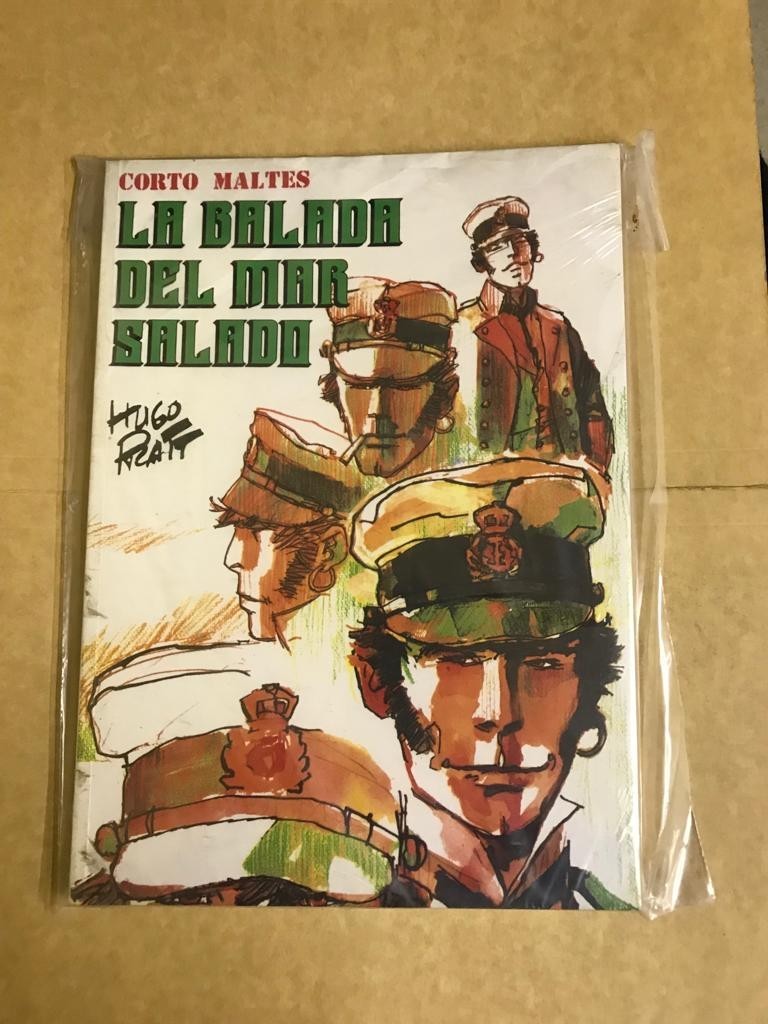 CORTO MALTES
LA BALADA
DEL MAR
SALADO
HUGO
PRATT